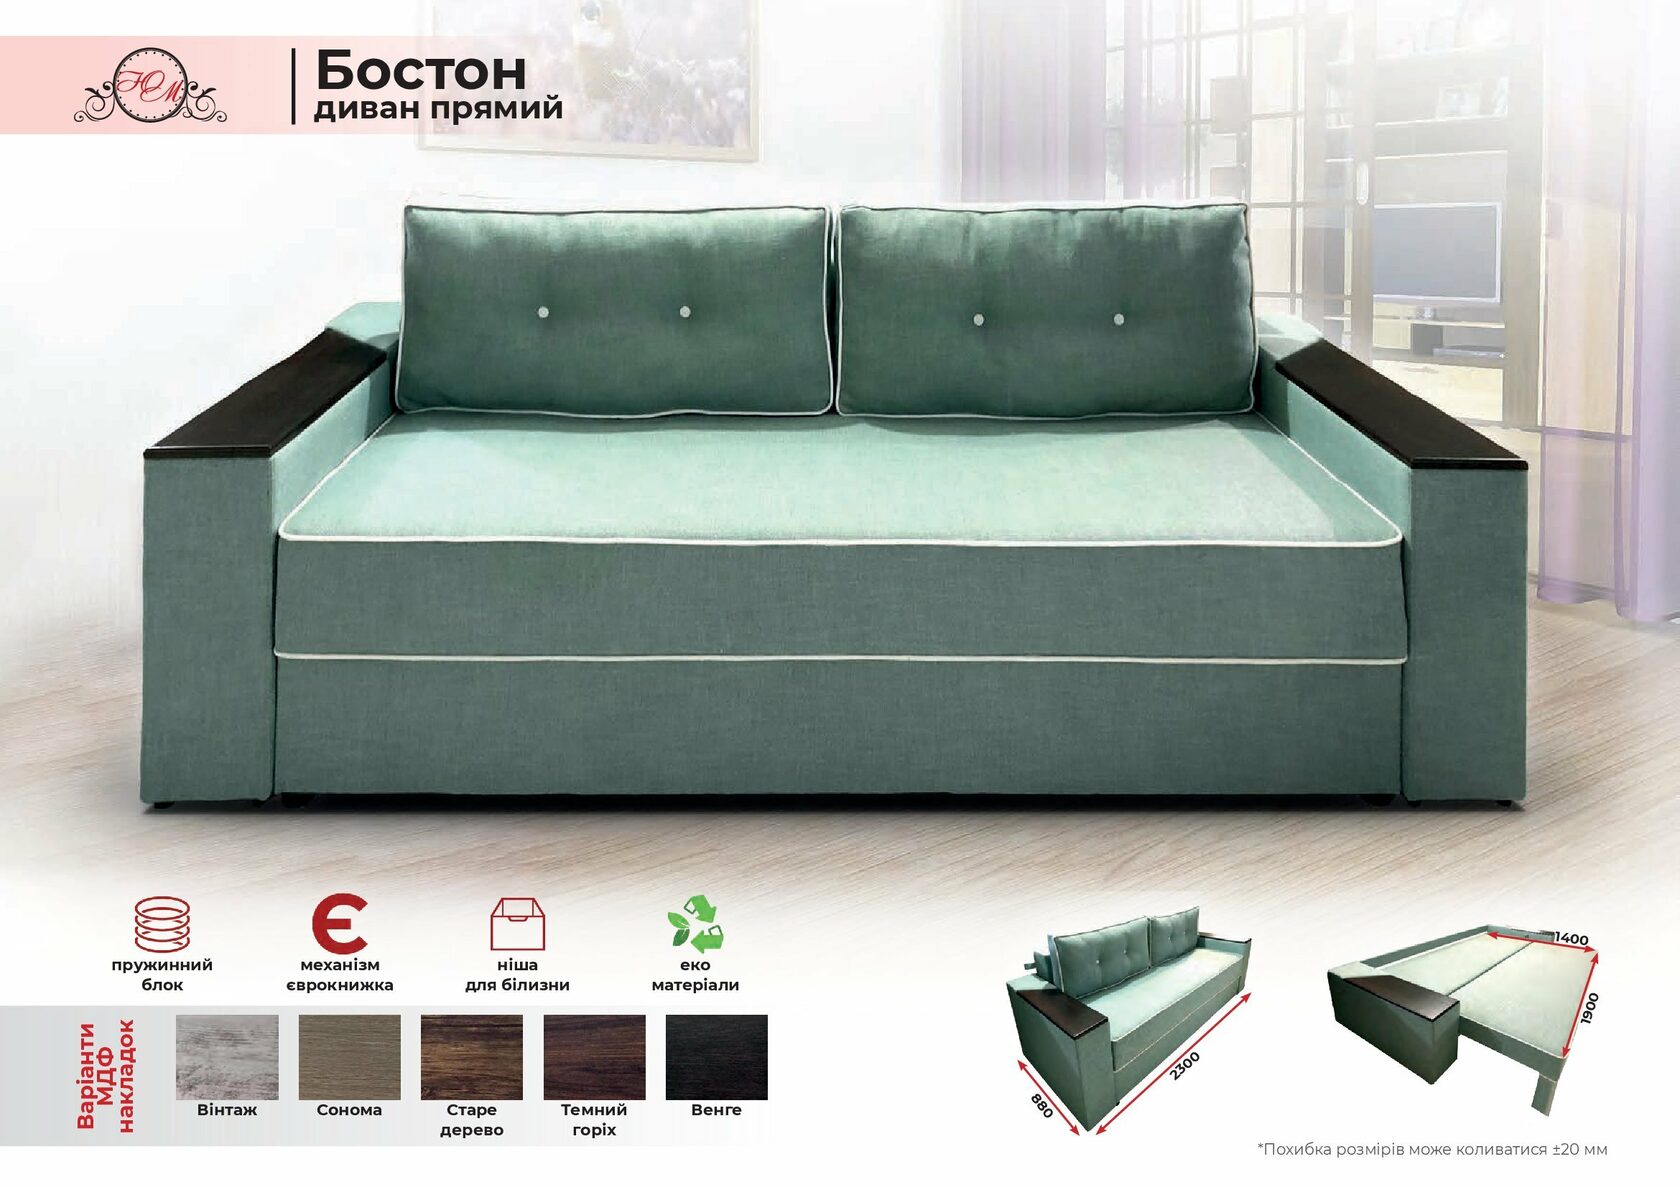 ЮМ
Бостон
диван прямий
пружинний
блок
Є
механізм
єврокнижка
ніша
для білизни
еко
матеріали
Варіанти
МДФ
накладок
Вінтаж
Сонома
Старе
дерево
Темний
горіх
Венге
880
2300
1400
1900
*Похибка розмірів може коливатися ±20 мм